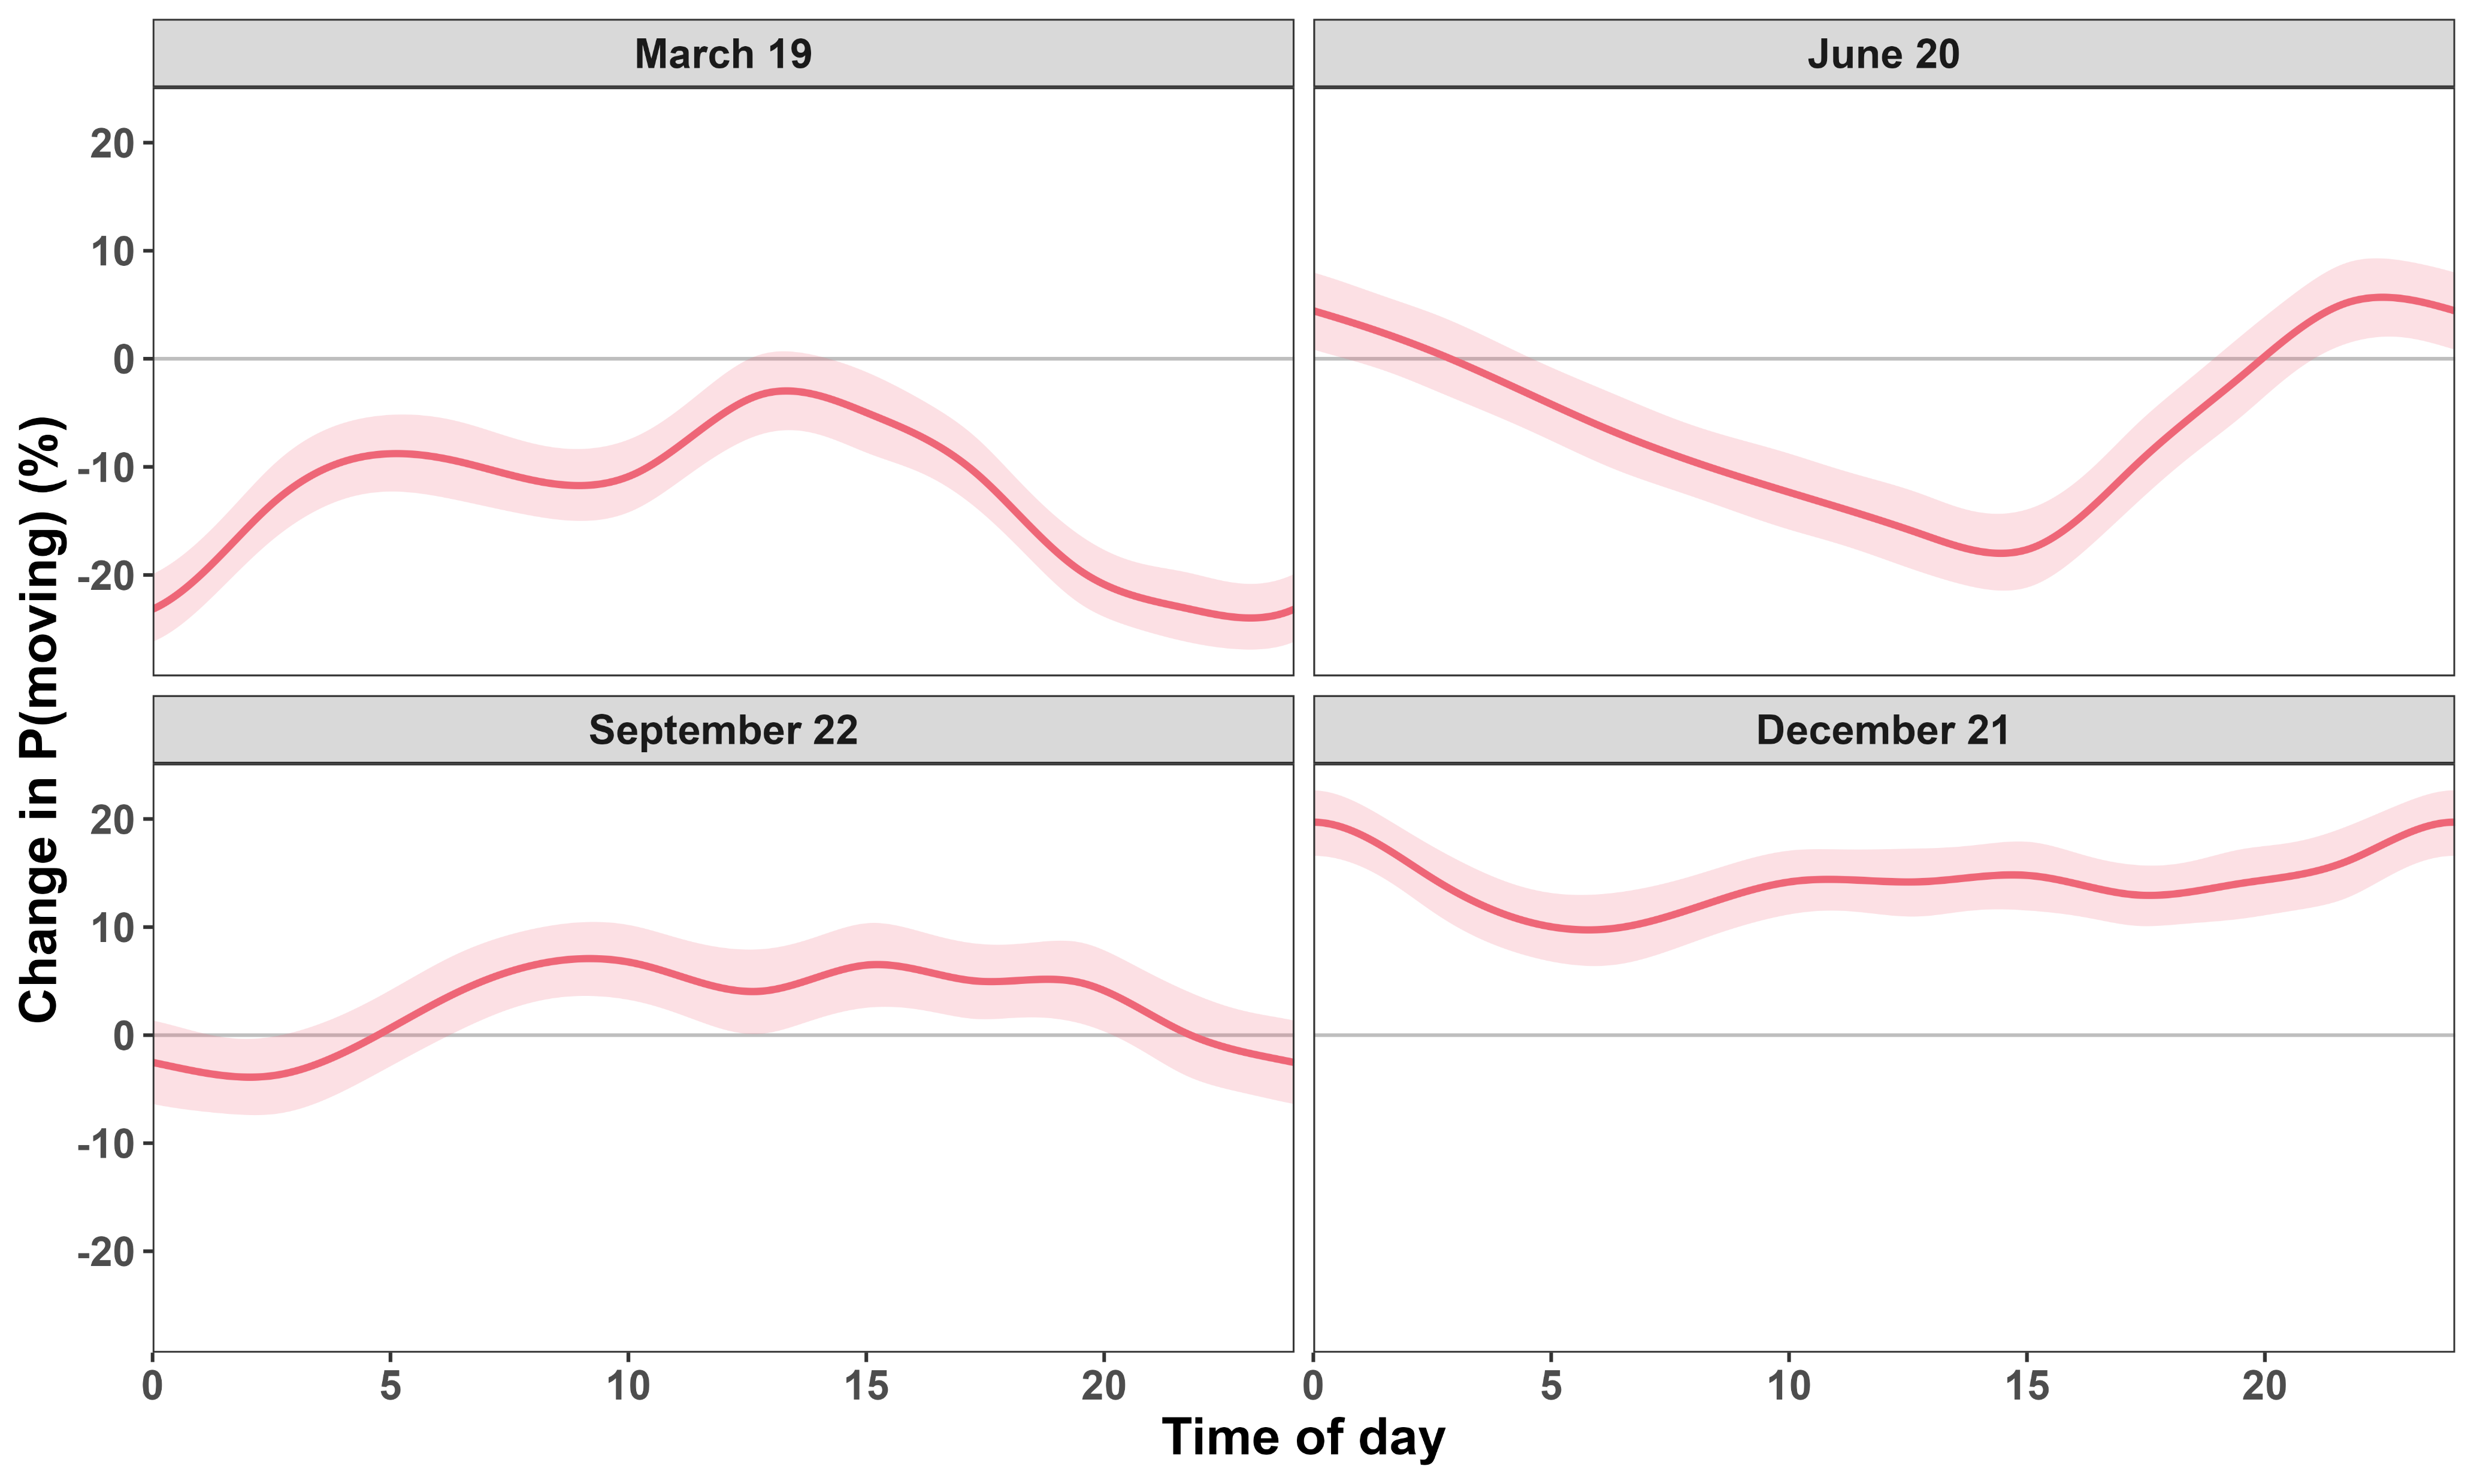 March 19
June 20
20
10
0
-10
-20
September 22
December 21
20
10
0
-10
-20
0 5 10 15 20
0 5 10 15 20
Time of day
Change in P(moving) (%)